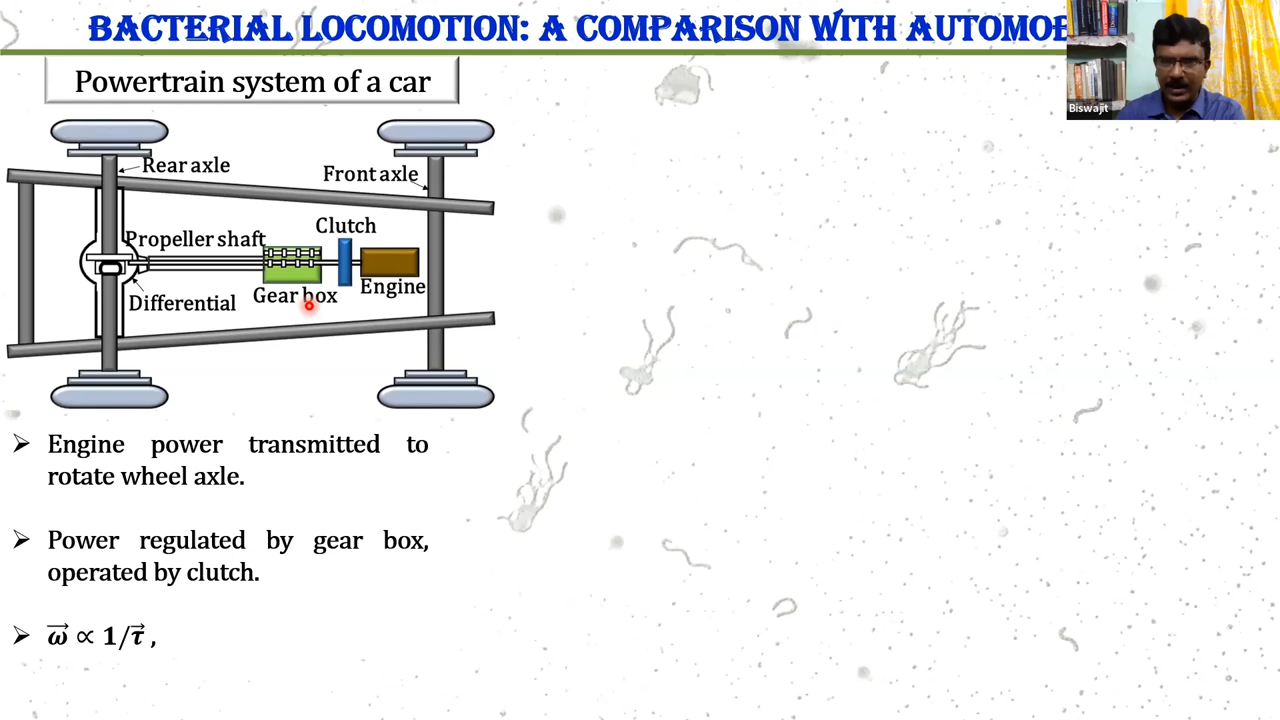 BACTERIAL LOCOMOTION: A COMPARISON WITH
Biswajit
Powertrain system of a car
Rear axle
Front axle
Clutch
Propeller shaft
Engine
Gear box
Differential
➢ Engine power transmitted to
rotate wheel axle.
➢ Power regulated by gear box,
operated by clutch.
➢ ω⃗ ∝ 1/τ⃗ ,